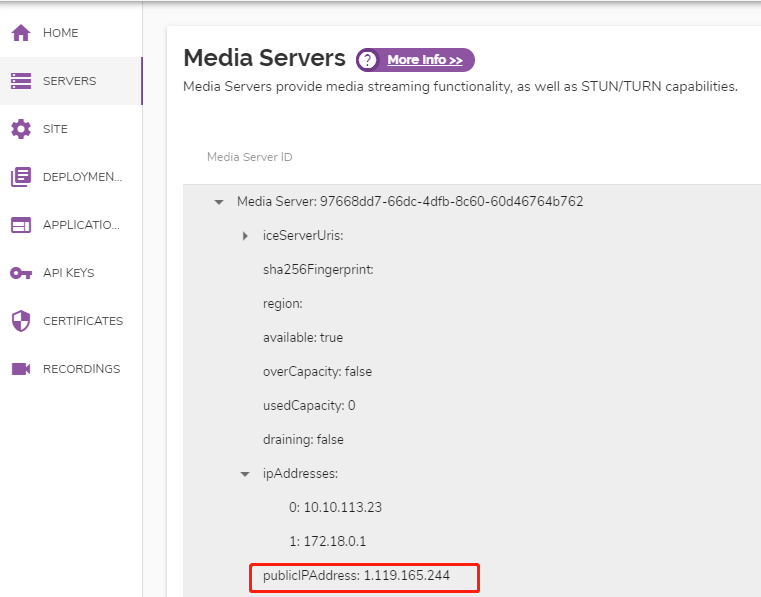 HOME
SERVERS
SITE
DEPLOYMEN...
APPLICATIO...
API KEYS
CERTIFICATES
RECORDINGS
Media Servers ? More Info >>
Media Servers provide media streaming functionality, as well as STUN/TURN capabilities.
Media Server ID
Media Server: 97668dd7-66dc-4dfb-8c60-60d46764b762
iceServerUris:
sha256Fingerprint:
region:
available: true
overCapacity: false
usedCapacity: 0
draining: false
ipAddresses:
0: 10.10.113.23
1: 172.18.0.1
publicIPAddress: 1.119.165.244